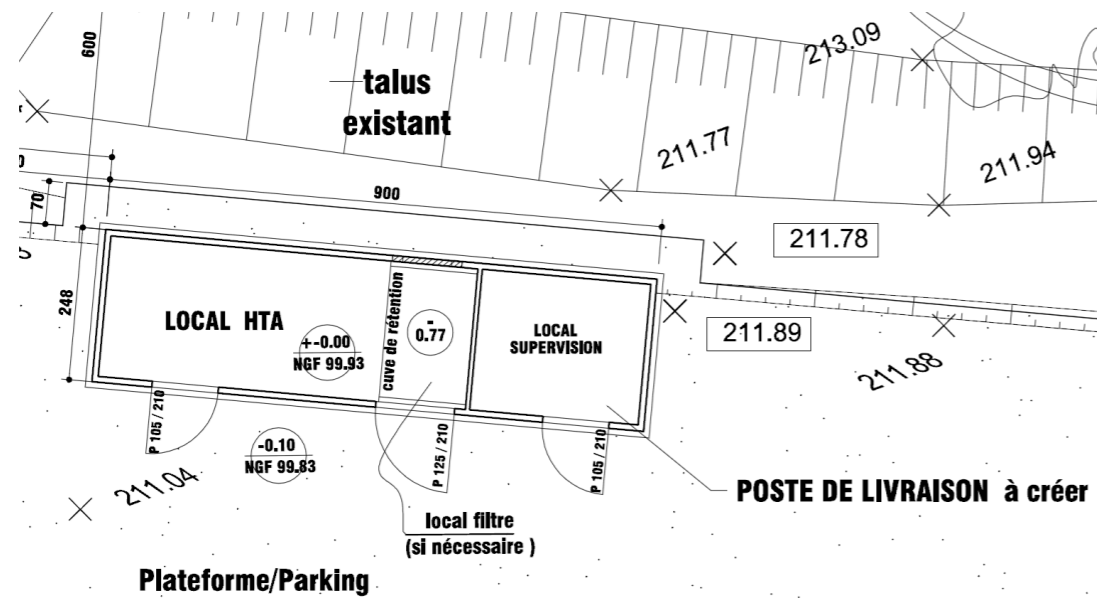 600
213.09
talus
existant
211.77
211.94
900
70
211.78
248
LOCAL HTA
+-0.00
NGF 99.93
cuve de rétention
-
0.77
LOCAL
SUPERVISION
211.89
211.88
P 105 / 210
-0.10
NGF 99.83
P 125 / 210
P 105 / 210
211.04
POSTE DE LIVRAISON à créer
local filtre
(si nécessaire )
Plateforme/Parking